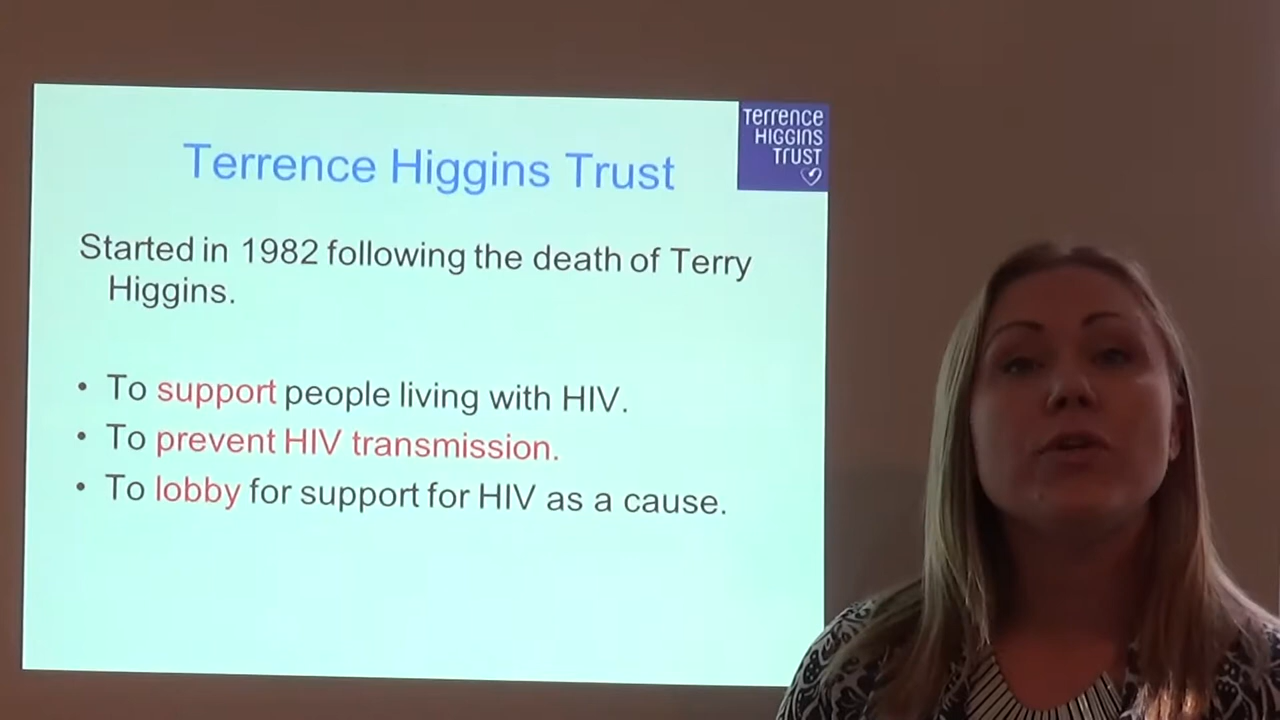 Terrence
HIGGINS
TRUST
Terrence Higgins Trust
Started in 1982 following the death of Terry
Higgins.
• To support people living with HIV.
• To prevent HIV transmission.
• To lobby for support for HIV as a cause.